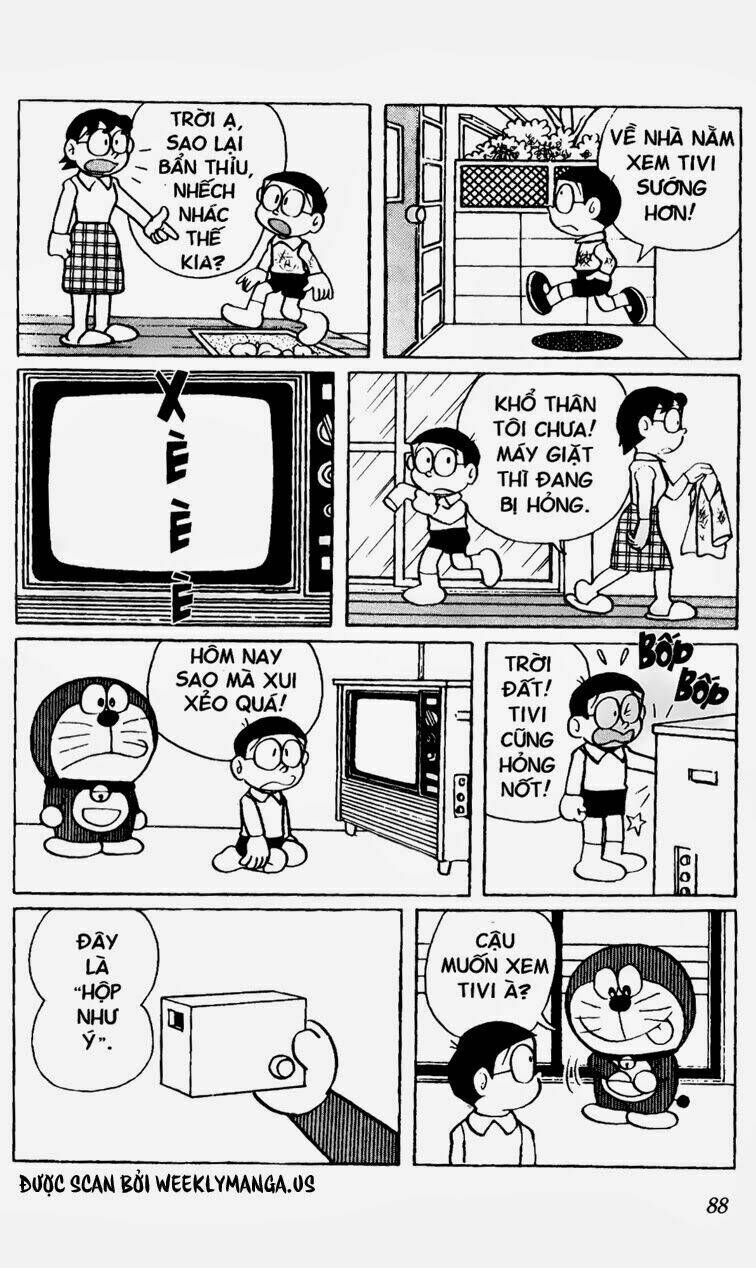 VỀ NHÀ NẰM
XEM TIVI
SƯỚNG
HƠN!
TRỜI Ạ,
SAO LẠI
BẨN THỈU,
NHẾCH
NHÁC
THẾ
KIA?
KHỔ THÂN
TÔI CHƯA!
MÁY GIẶT
THÌ ĐANG
BỊ HỎNG.
XÈ È È
BỐP
BỐP
TRỜI
ĐẤT!
TIVI
CŨNG
HỎNG
NỐT!
HÔM NAY
SAO MÀ XUI
XẺO QUÁ!
CẬU
MUỐN XEM
TIVI À?
ĐÂY
LÀ
"HỘP
NHƯ
Ý".
ĐƯỢC SCAN BỞI WEEKLYMANGA.US
88